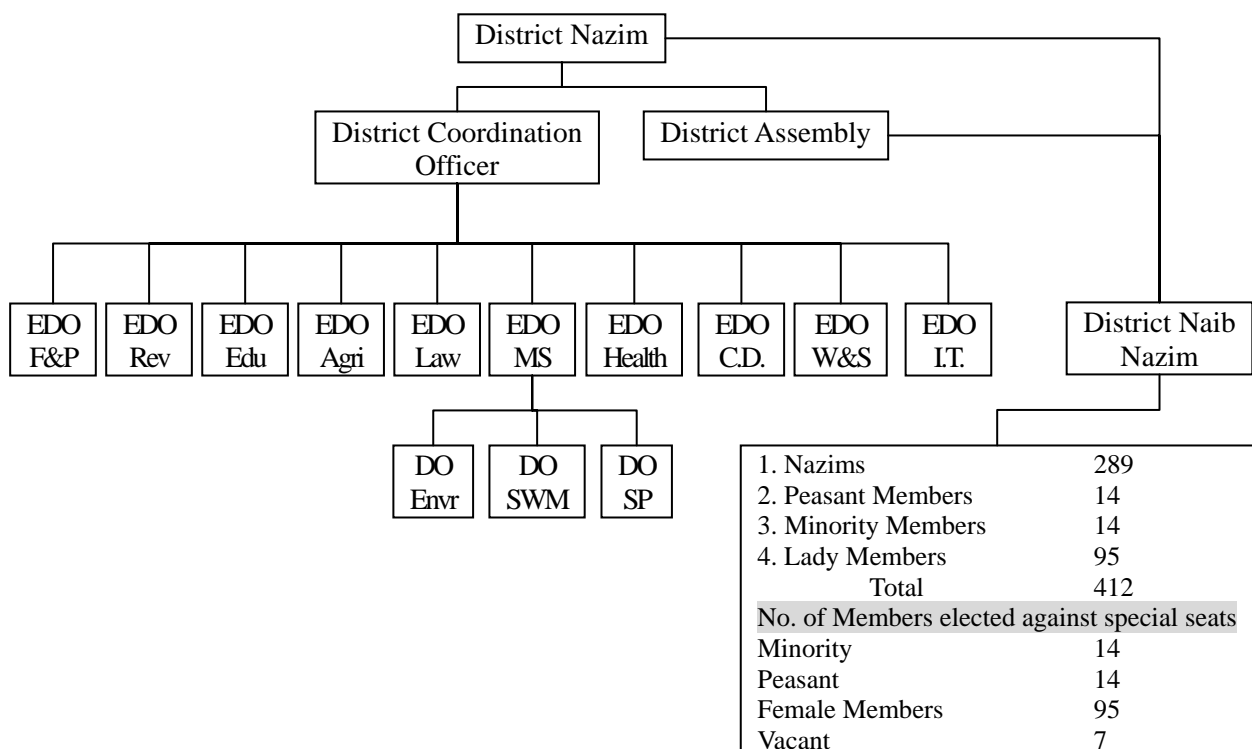 District Nazim
District Coordination
Officer
District Assembly
EDO
F&P
EDO
Rev
EDO
Edu
EDO
Agri
EDO
Law
EDO
MS
EDO
Health
EDO
C.D.
EDO
W&S
EDO
I.T.
District Naib
Nazim
DO
Envr
DO
SWM
DO
SP
1. Nazims 289
2. Peasant Members 14
3. Minority Members 14
4. Lady Members 95
Total 412
No. of Members elected against special seats
Minority 14
Peasant 14
Female Members 95
Vacant 7